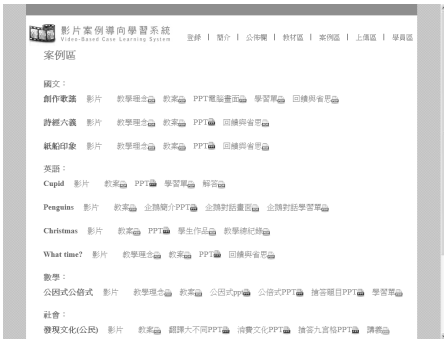 影片案例導向學習系統
Video-Based Case Learning System
登錄 | 簡介 | 公佈欄 | 教材區 | 案例區 | 上傳區 | 學員區
案例區
國文：
創作歌謠 影片 教學理念 教案 PPT電腦畫面 學習單 回饋與省思
詩經六義 影片 教學理念 教案 PPT 回饋與省思
紙船印象 影片 教學理念 教案 PPT 回饋與省思
英語：
Cupid 影片 教案 PPT 學習單 解答
Penguins 影片 教案 企鵝簡介PPT 企鵝對話畫面 企鵝對話學習單
Christmas 影片 教案 PPT 學生作品 教學總紀錄
What time? 影片 教學理念 教案 PPT 回饋與省思
數學：
公因式公倍式 影片 教學理念 教案 公因式ppt 公倍式PPT 搶答題目PPT 學習單
社會：
發現文化(公民) 影片 教案 翻譯大不同PPT 消費文化PPT 搶答九宮格PPT 講義